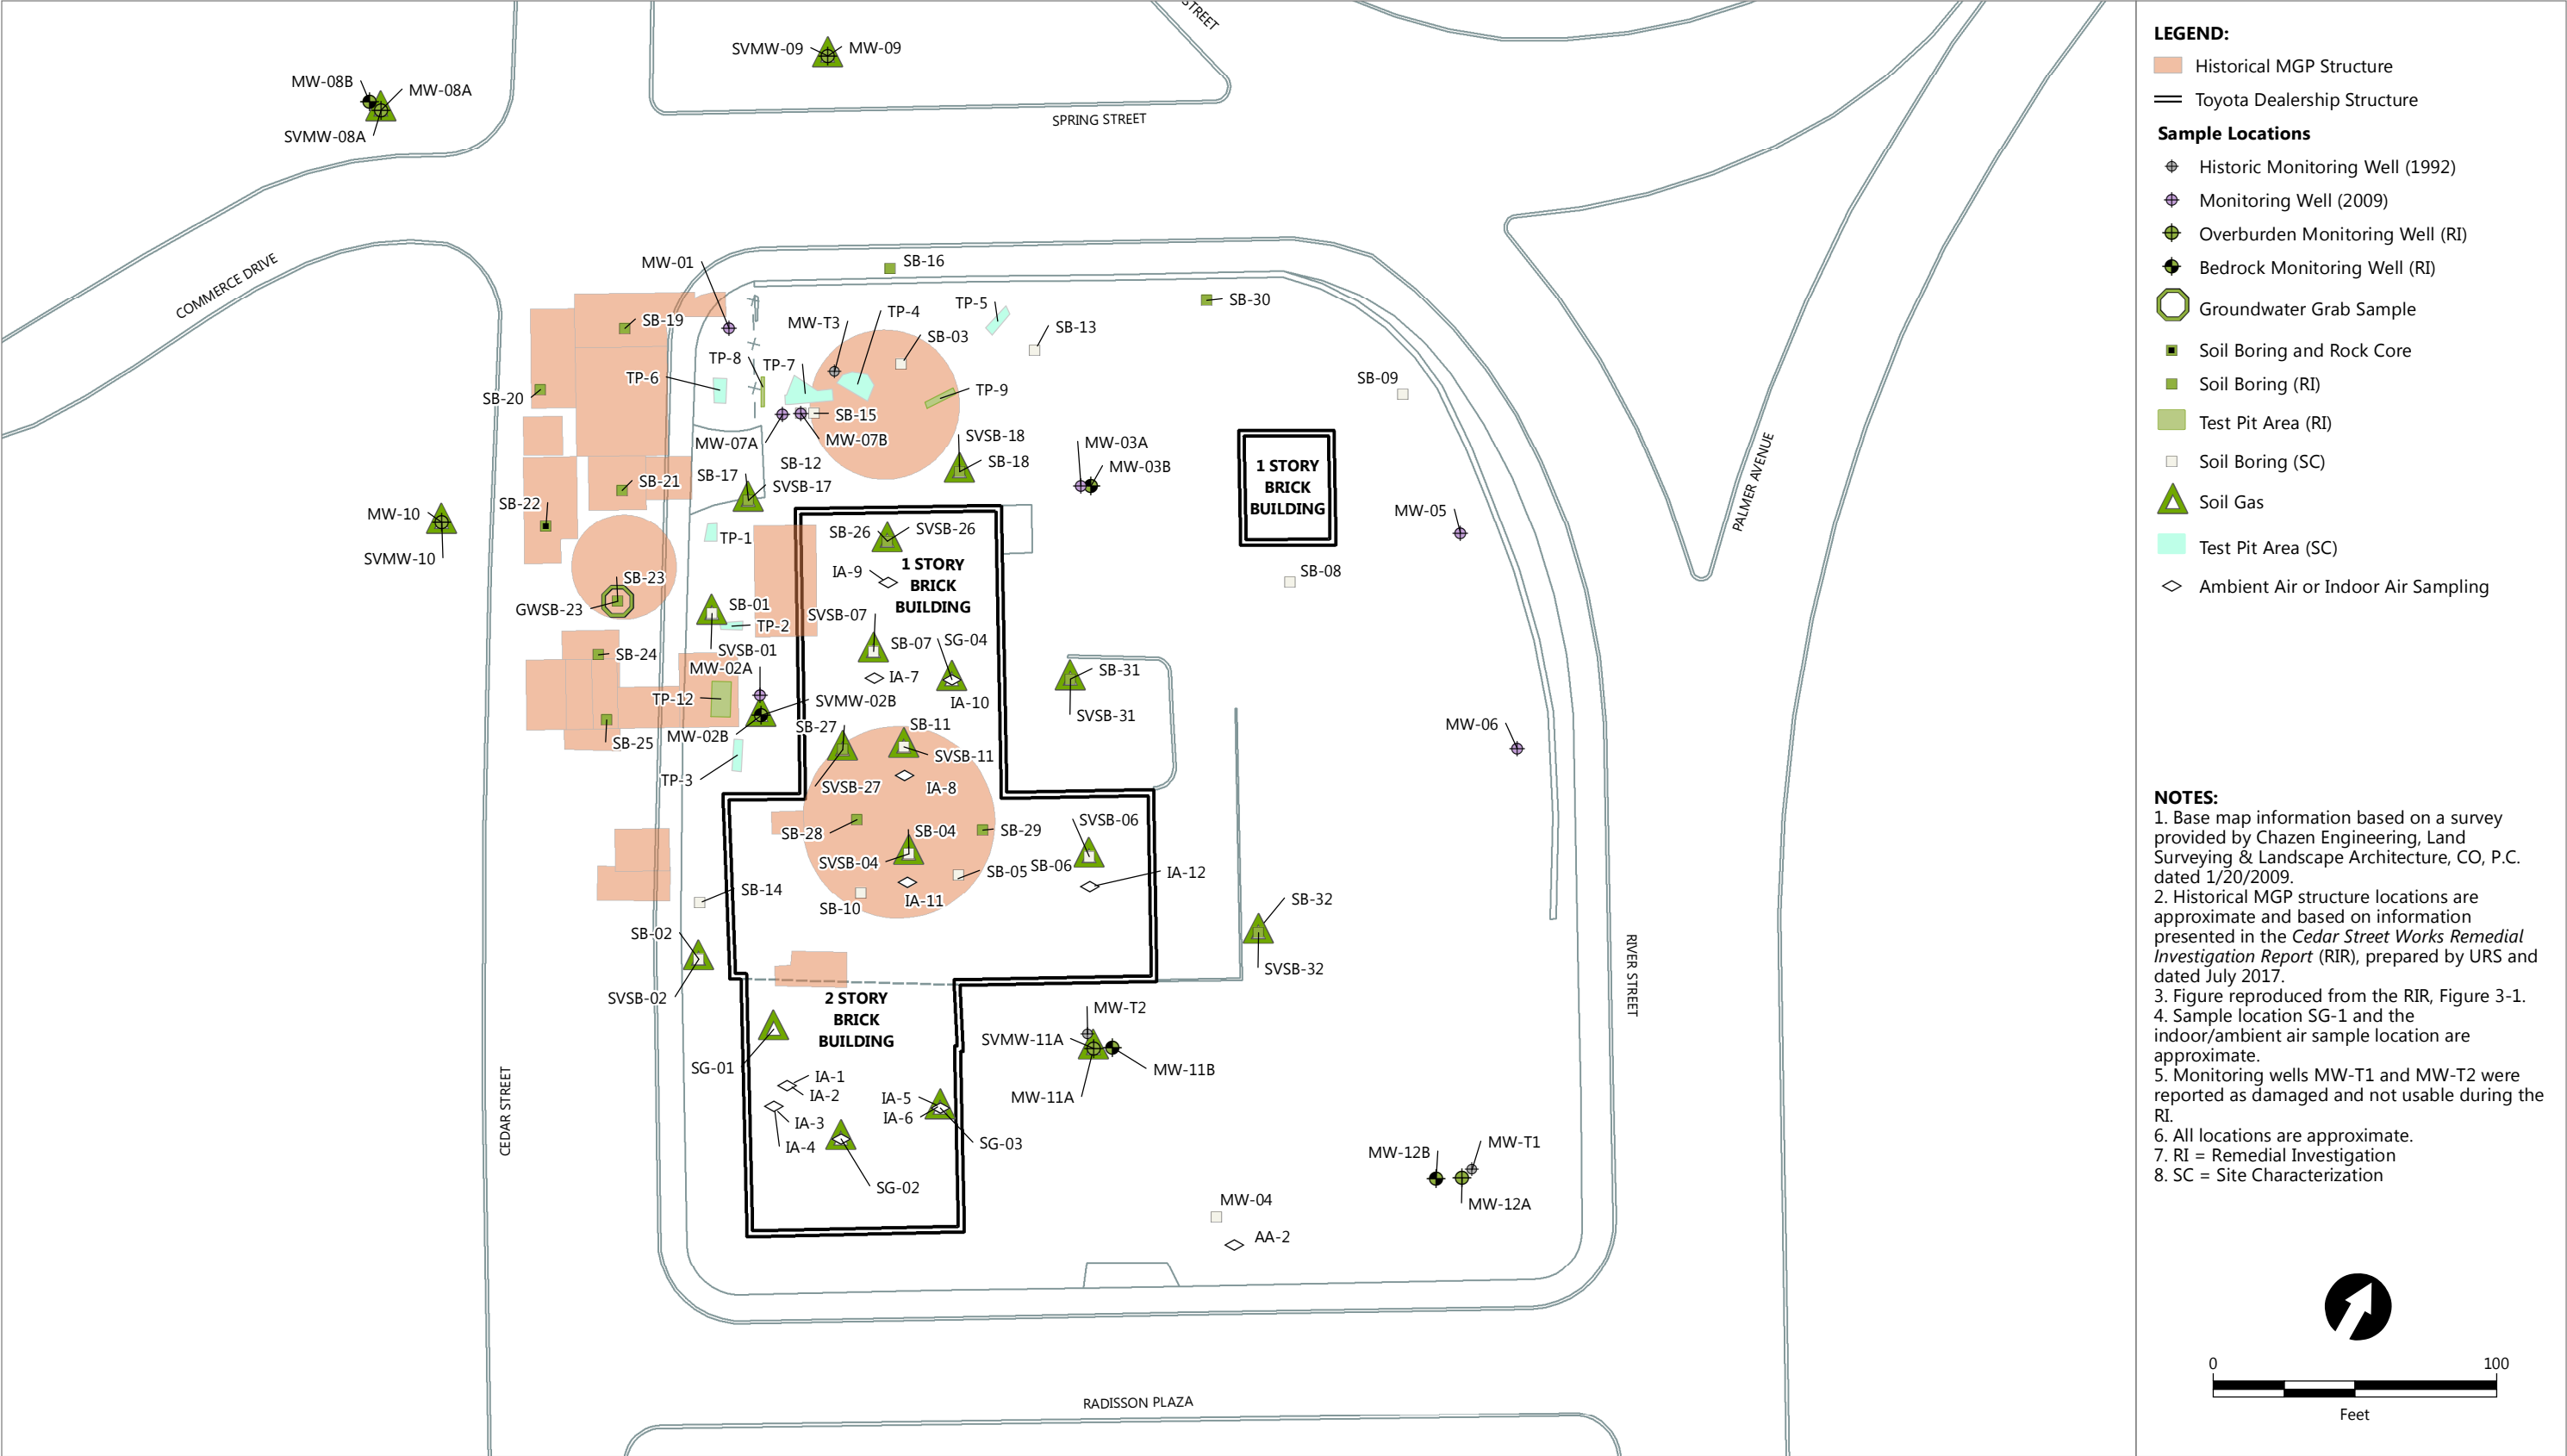 STREET
SVMW-09
MW-09
MW-08B
MW-08A
SVMW-08A
SPRING STREET
COMMERCE DRIVE
MW-01
SB-16
SB-30
TP-5
TP-4
MW-T3
SB-03
SB-13
SB-19
TP-8
TP-7
TP-6
SB-20
TP-9
SB-09
SB-15
MW-07A
MW-07B
SVSB-18
SB-18
MW-03A
MW-03B
SB-12
SB-17
SVSB-17
SB-21
SB-22
1 STORY
BRICK
BUILDING
PALMER AVENUE
MW-05
MW-10
SVMW-10
TP-1
SB-26
SVSB-26
1 STORY
BRICK
BUILDING
IA-9
SB-08
SB-23
GWSB-23
SB-01
TP-2
SVSB-01
SVSB-07
SB-07
SG-04
IA-7
IA-10
SB-24
MW-02A
TP-12
SVMW-02B
MW-02B
SB-31
SVSB-31
MW-06
SB-25
TP-3
SB-27
SB-11
SVSB-11
SVSB-27
IA-8
SB-28
SB-04
SB-29
SVSB-04
SVSB-06
SB-05
SB-06
IA-12
SB-14
SB-10
IA-11
SB-02
SVSB-02
SB-32
SVSB-32
RIVER STREET
2 STORY
BRICK
BUILDING
SG-01
MW-T2
SVMW-11A
MW-11B
MW-11A
IA-1
IA-2
IA-3
IA-4
IA-5
IA-6
SG-03
SG-02
CEDAR STREET
MW-12B
MW-T1
MW-12A
MW-04
AA-2
RADISSON PLAZA
LEGEND:
Historical MGP Structure
Toyota Dealership Structure
Sample Locations
Historic Monitoring Well (1992)
Monitoring Well (2009)
Overburden Monitoring Well (RI)
Bedrock Monitoring Well (RI)
Groundwater Grab Sample
Soil Boring and Rock Core
Soil Boring (RI)
Test Pit Area (RI)
Soil Boring (SC)
Soil Gas
Test Pit Area (SC)
Ambient Air or Indoor Air Sampling
NOTES:
1. Base map information based on a survey
provided by Chazen Engineering, Land
Surveying & Landscape Architecture, CO, P.C.
dated 1/20/2009.
2. Historical MGP structure locations are
approximate and based on information
presented in the Cedar Street Works Remedial
Investigation Report (RIR), prepared by URS and
dated July 2017.
3. Figure reproduced from the RIR, Figure 3-1.
4. Sample location SG-1 and the
indoor/ambient air sample location are
approximate.
5. Monitoring wells MW-T1 and MW-T2 were
reported as damaged and not usable during the
RI.
6. All locations are approximate.
7. RI = Remedial Investigation
8. SC = Site Characterization
0 100
Feet